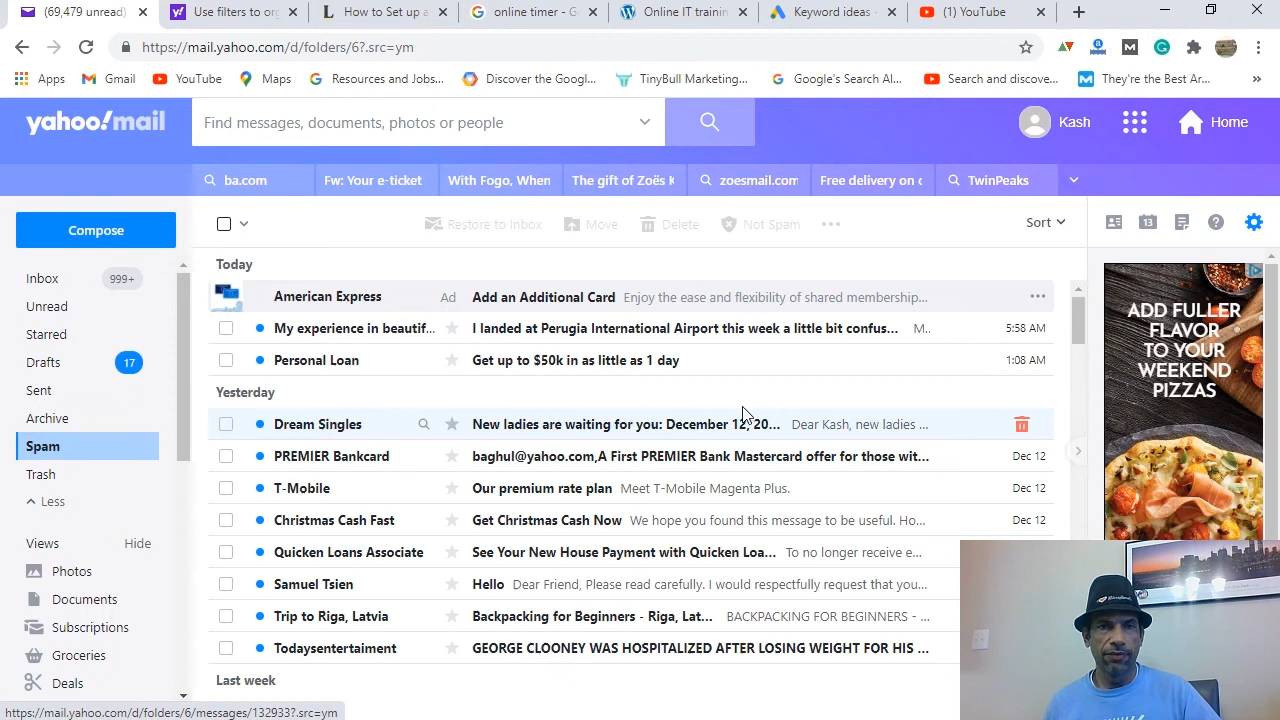 (69,479 unread)
Use filters to org
How to Set up a
online timer - G
Online IT trainin
Keyword ideas
(1) YouTube
https://mail.yahoo.com/d/folders/6?.src=ym
Apps
Gmail
YouTube
Maps
Resources and Jobs...
Discover the Googl...
TinyBull Marketing...
Google's Search Al...
Search and discove...
They're the Best Ar...
»
yahoo!mail
Find messages, documents, photos or people
Kash
Home
ba.com
Fw: Your e-ticket
With Fogo, When
The gift of Zoës K
zoesmail.com
Free delivery on
TwinPeaks
Compose
Restore to Inbox
Move
Delete
Not Spam
Sort
13
Inbox 999+
Unread
Starred
Drafts 17
Sent
Archive
Spam
Trash
Less
Views Hide
Photos
Documents
Subscriptions
Groceries
Deals
Today
American Express Ad Add an Additional Card Enjoy the ease and flexibility of shared membership...
My experience in beautif... I landed at Perugia International Airport this week a little bit confus... M.. 5:58 AM
Personal Loan Get up to $50k in as little as 1 day 1:08 AM
Yesterday
Dream Singles New ladies are waiting for you: December 12, 20... Dear Kash, new ladies ...
PREMIER Bankcard baghul@yahoo.com,A First PREMIER Bank Mastercard offer for those wit... Dec 12
T-Mobile Our premium rate plan Meet T-Mobile Magenta Plus. Dec 12
Christmas Cash Fast Get Christmas Cash Now We hope you found this message to be useful. Ho... Dec 12
Quicken Loans Associate See Your New House Payment with Quicken Loa... To no longer receive e...
Samuel Tsien Hello Dear Friend, Please read carefully. I would respectfully request that you...
Trip to Riga, Latvia Backpacking for Beginners - Riga, Lat... BACKPACKING FOR BEGINNERS - ...
Todaysentertaiment GEORGE CLOONEY WAS HOSPITALIZED AFTER LOSING WEIGHT FOR HIS ...
Last week
ADD FULLER
FLAVOR
TO YOUR
WEEKEND
PIZZAS
https://mail.yahoo.com/d/folders/6/messages/132933?.src=ym